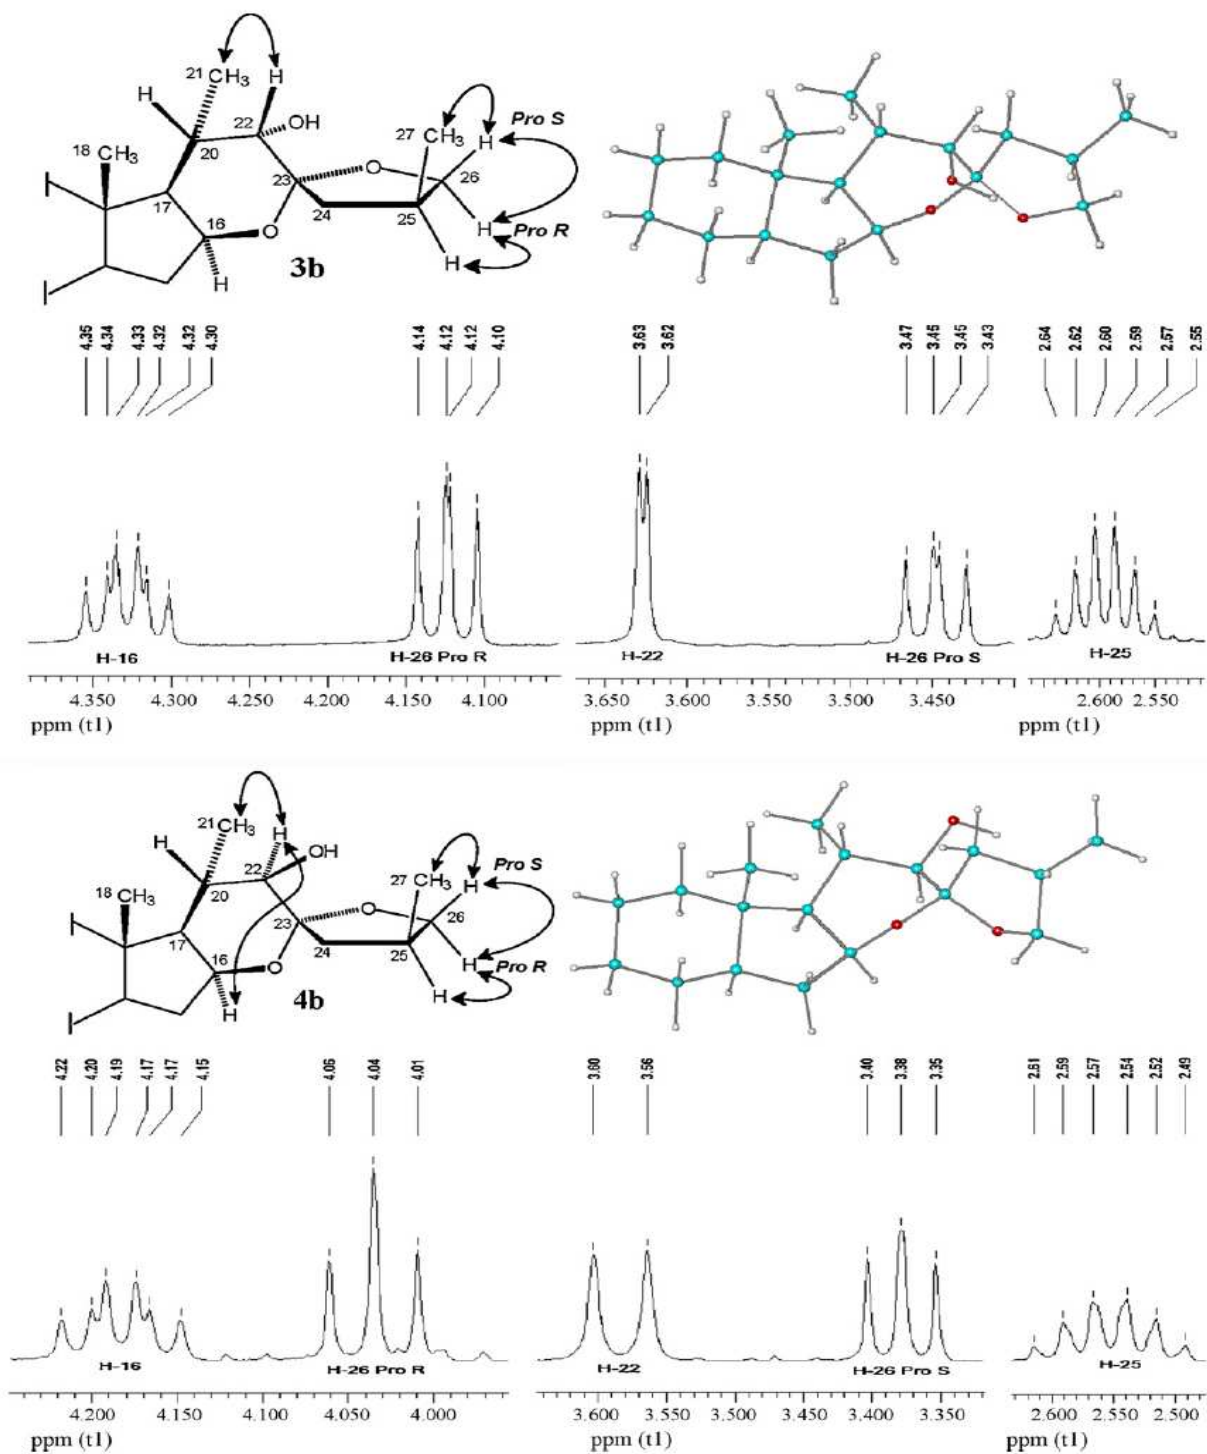 21 CH₃ H
H 22 OH 27 CH₃ H Pro S
18 CH₃ 20
23 O 26
17 24 25 H Pro R
16 O H
H 3b
4.35 4.34 4.33 4.32 4.32 4.30 4.14 4.12 4.12 4.10 3.63 3.62 3.47 3.45 3.45 3.43 2.64 2.62 2.60 2.59 2.57 2.55
H-16 H-26 Pro R H-22 H-26 Pro S H-25
4.350 4.300 4.250 4.200 4.150 4.100 3.650 3.600 3.550 3.500 3.450 2.600 2.550
ppm (t1) ppm (t1) ppm (t1)
21 CH₃ H
H 22 OH 27 CH₃ H Pro S
18 CH₃ 20
23 O 26
17 24 25 H Pro R
16 O H
H 4b
4.22 4.20 4.19 4.17 4.17 4.15 4.06 4.04 4.01 3.60 3.56 3.40 3.38 3.35 2.61 2.59 2.57 2.54 2.52 2.49
H-16 H-26 Pro R H-22 H-26 Pro S H-25
4.200 4.150 4.100 4.050 4.000 3.600 3.550 3.500 3.450 3.400 3.350 2.600 2.550 2.500
ppm (t1) ppm (t1) ppm (t1)